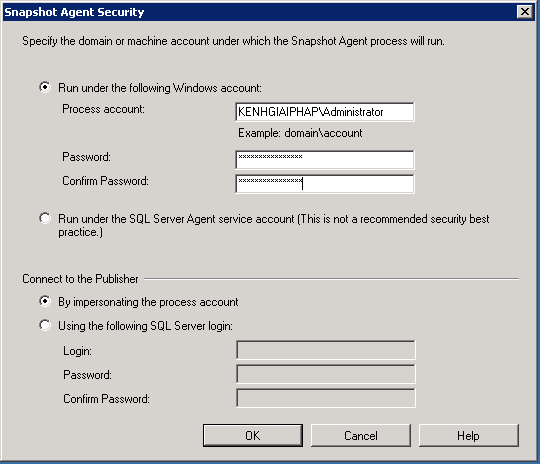 Snapshot Agent Security
Specify the domain or machine account under which the Snapshot Agent process will run.
Run under the following Windows account:
Process account:
KENHGIAIPHAP\Administrator
Example: domain\account
Password:
×××××××××××××××
Confirm Password:
×××××××××××××××
Run under the SQL Server Agent service account (This is not a recommended security best
practice.)
Connect to the Publisher
By impersonating the process account
Using the following SQL Server login:
Login:
Password:
Confirm Password:
OK
Cancel
Help